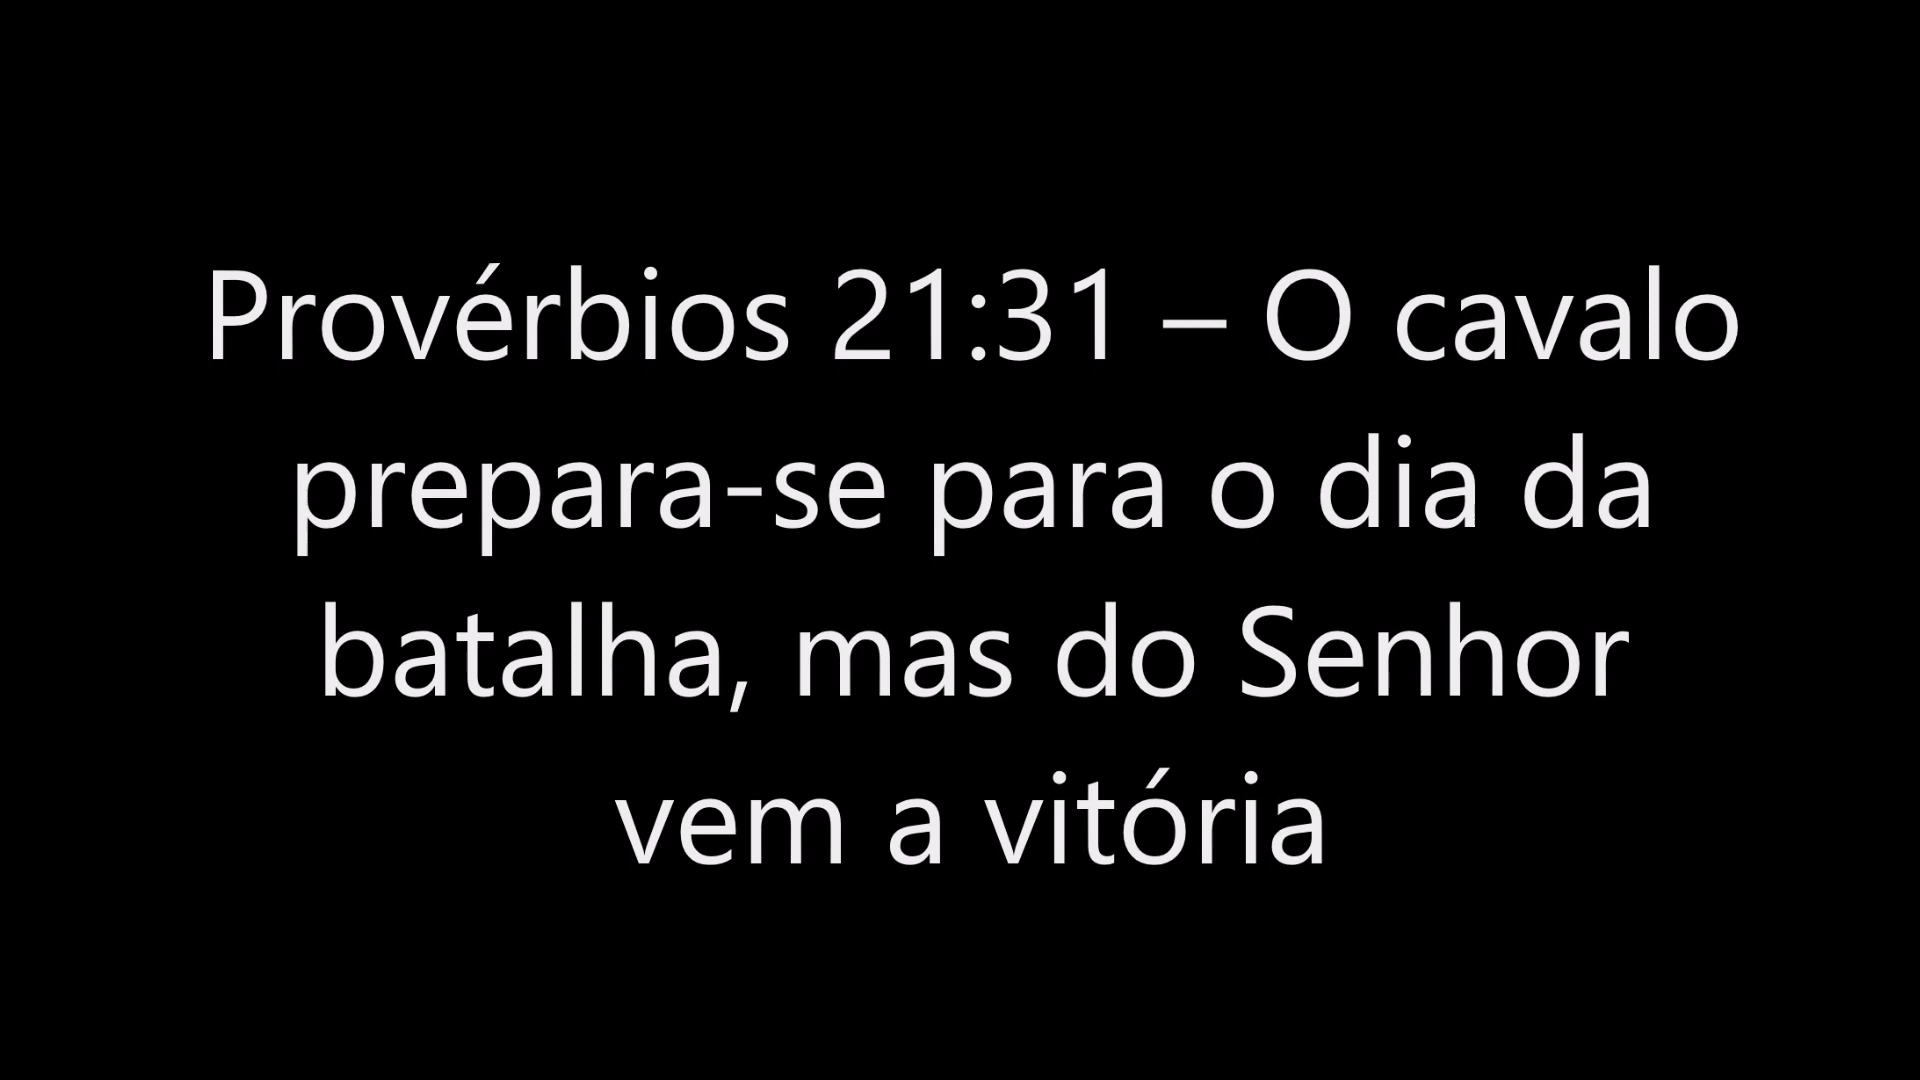 Provérbios 21:31 – O cavalo
prepara-se para o dia da
batalha, mas do Senhor
vem a vitória